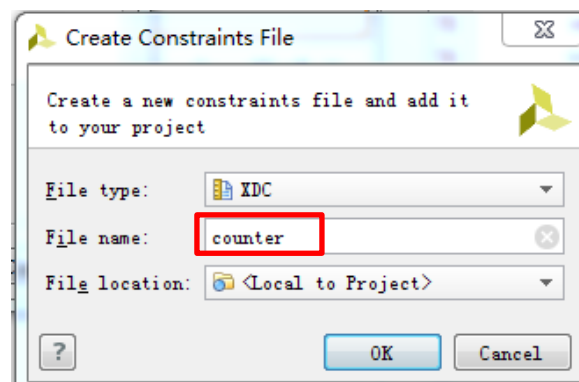 Create Constraints File
Create a new constraints file and add it
to your project
File type: XDC
File name: counter
File location: <Local to Project>
? OK Cancel